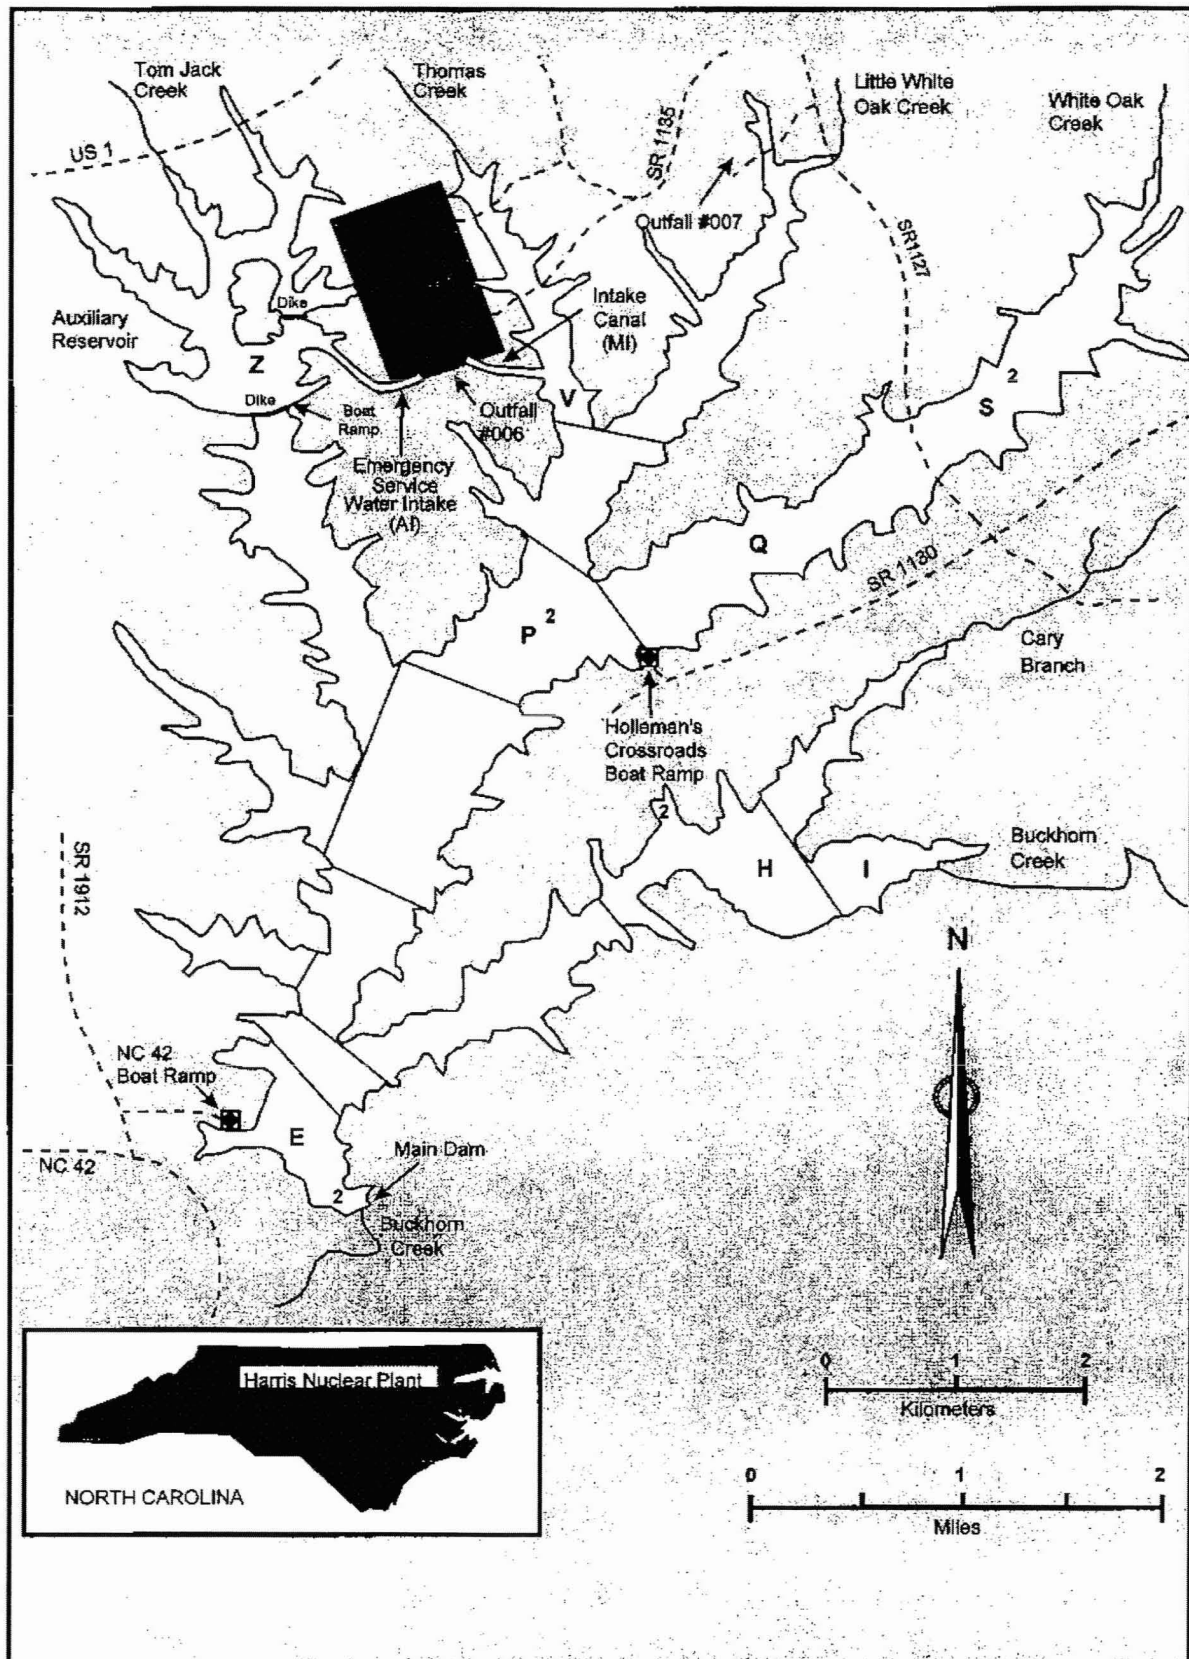 Tom Jack
Creek
Thomas
Creek
Little White
Oak Creek
White Oak
Creek
US 1
SR 1135
Outfall #007
SR1127
Auxiliary
Reservoir
Dike
Z
Dike
Boat
Ramp
Intake
Canal
(MI)
V
Outfall
#006
Emergency
Service
Water Intake
(AI)
2
S
Q
SR 1130
P 2
Cary
Branch
Holleman's
Crossroads
Boat Ramp
2
H
I
Buckhorn
Creek
SR 1912
N
NC 42
Boat Ramp
E
NC 42
Main Dam
2
Buckhorn
Creek
Harris Nuclear Plant
NORTH CAROLINA
0 1 2
Kilometers
0 1 2
Miles